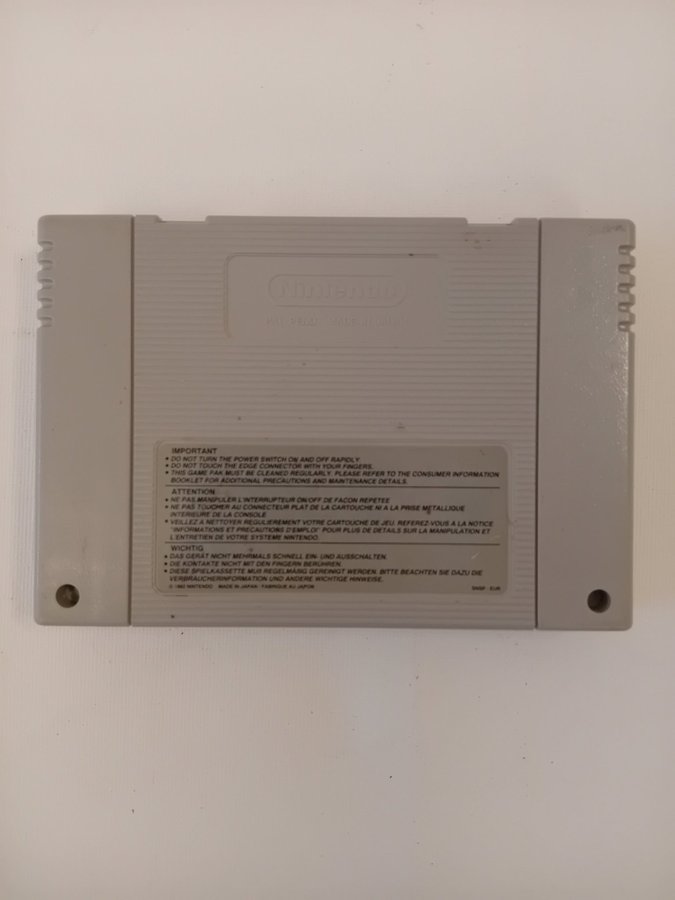 Nintendo
MADE IN JAPAN
IMPORTANT
• DO NOT TURN THE POWER SWITCH ON AND OFF RAPIDLY.
• DO NOT TOUCH THE EDGE CONNECTOR WITH YOUR FINGERS.
• THIS GAME PAK MUST BE CLEANED REGULARLY. PLEASE REFER TO THE CONSUMER INFORMATION
BOOKLET FOR ADDITIONAL PRECAUTIONS AND MAINTENANCE DETAILS.
ATTENTION:
• NE PAS MANIPULER L'INTERRUPTEUR ON/OFF DE FACON REPETEE
• NE PAS TOUCHER AU CONNECTEUR PLAT DE LA CARTOUCHE NI A LA PRISE METALLIQUE
INTERIEURE DE LA CONSOLE
• VEILLEZ A NETTOYER REGULIEREMENT VOTRE CARTOUCHE DE JEU. REFEREZ-VOUS A LA NOTICE
"INFORMATIONS ET PRECAUTIONS D'EMPLOI" POUR PLUS DE DETAILS SUR LA MANIPULATION ET
L'ENTRETIEN DE VOTRE SYSTEME NINTENDO.
WICHTIG
• DAS GERÄT NICHT MEHRMALS SCHNELL EIN- UND AUSSCHALTEN.
• DIE KONTAKTE NICHT MIT DEN FINGERN BERÜHREN.
• DIESE SPIELKASSETTE MUß REGELMÄßIG GEREINIGT WERDEN. BITTE BEACHTEN SIE DAZU DIE
VERBRAUCHERINFORMATION UND ANDERE WICHTIGE HINWEISE.
© 1992 NINTENDO MADE IN JAPAN · FABRIQUE AU JAPON SNSP - EUR